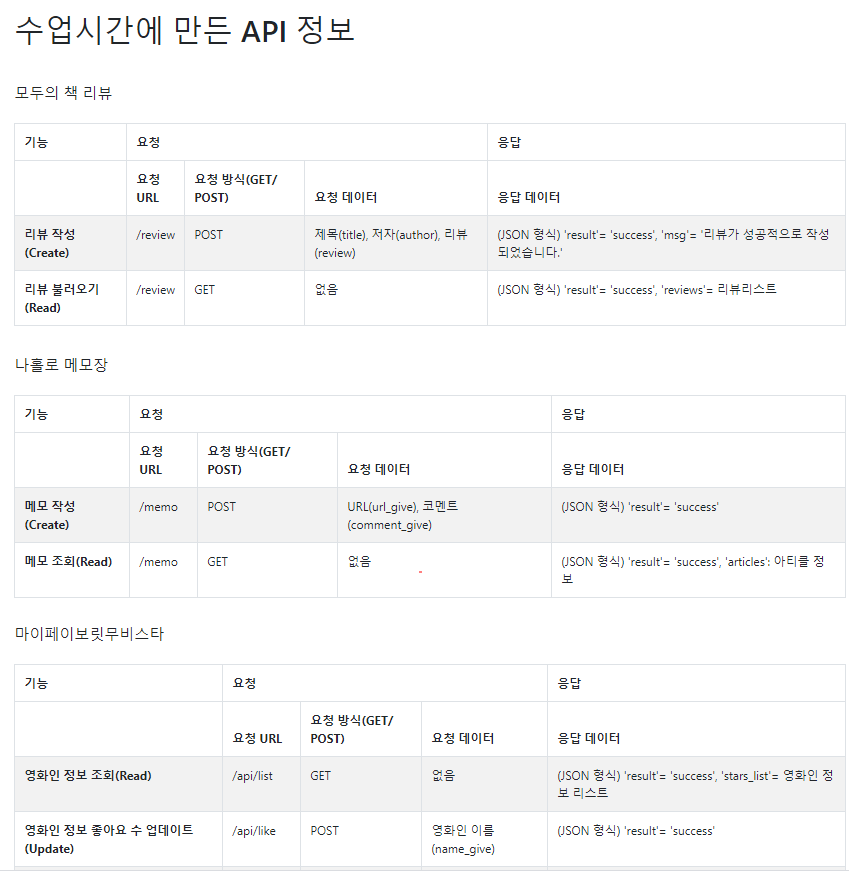 수업시간에 만든 API 정보
모두의 책 리뷰
기능 요청 응답
요청 URL 요청 방식(GET/POST) 요청 데이터 응답 데이터
리뷰 작성(Create) /review POST 제목(title), 저자(author), 리뷰(review) (JSON 형식) 'result'= 'success', 'msg'= '리뷰가 성공적으로 작성되었습니다.'
리뷰 불러오기(Read) /review GET 없음 (JSON 형식) 'result'= 'success', 'reviews'= 리뷰리스트
나홀로 메모장
기능 요청 응답
요청 URL 요청 방식(GET/POST) 요청 데이터 응답 데이터
메모 작성(Create) /memo POST URL(url_give), 코멘트(comment_give) (JSON 형식) 'result'= 'success'
메모 조회(Read) /memo GET 없음 (JSON 형식) 'result'= 'success', 'articles': 아티클 정보
마이페이보릿무비스타
기능 요청 응답
요청 URL 요청 방식(GET/POST) 요청 데이터 응답 데이터
영화인 정보 조회(Read) /api/list GET 없음 (JSON 형식) 'result'= 'success', 'stars_list'= 영화인 정보 리스트
영화인 정보 좋아요 수 업데이트(Update) /api/like POST 영화인 이름(name_give) (JSON 형식) 'result'= 'success'